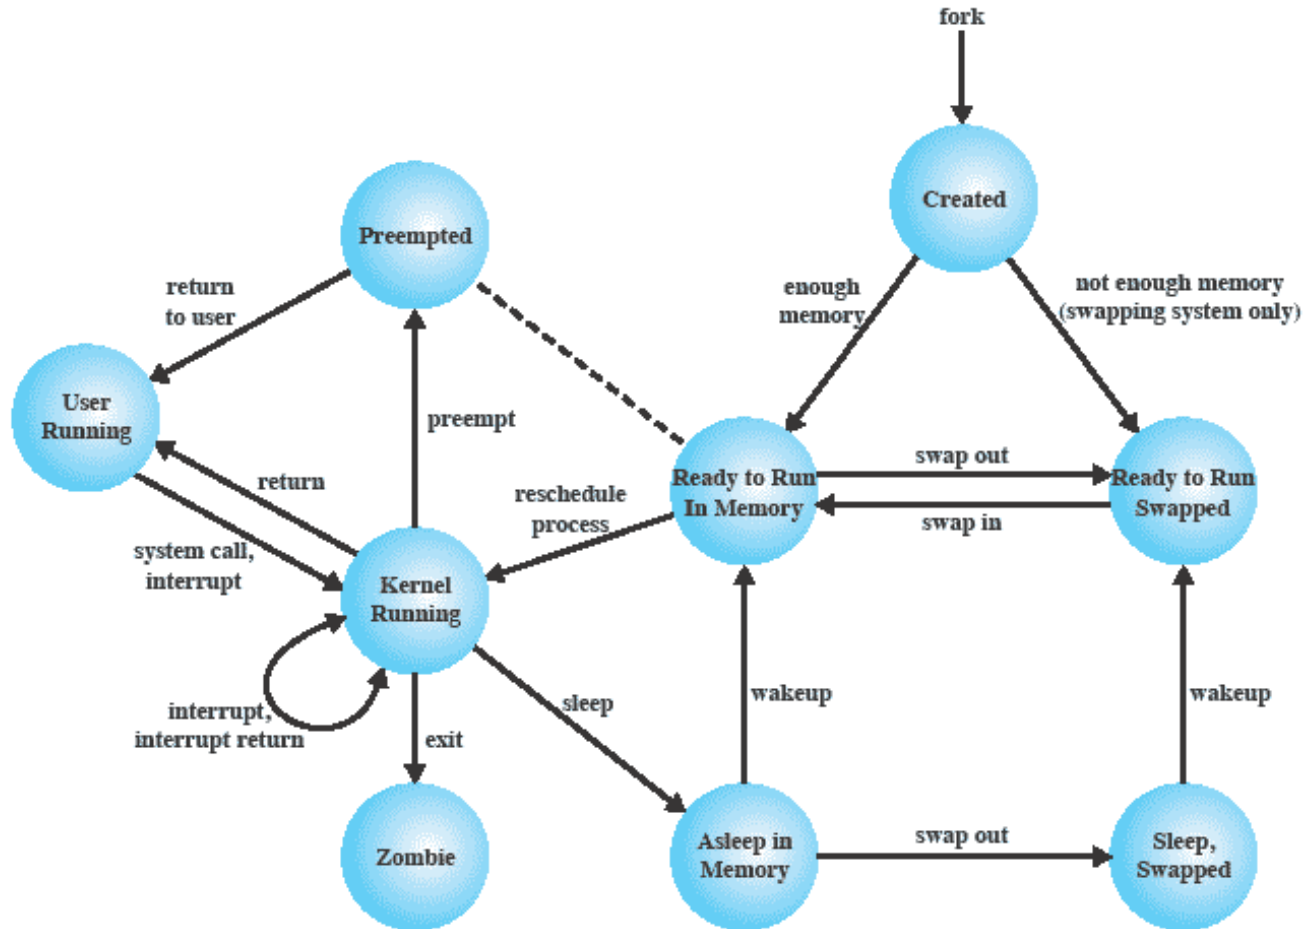 fork
Created
Preempted
return
to user
enough
memory
not enough memory
(swapping system only)
User
Running
preempt
return
reschedule
process
Ready to Run
In Memory
swap out
swap in
Ready to Run
Swapped
system call,
interrupt
Kernel
Running
interrupt,
interrupt return
exit
sleep
wakeup
wakeup
Zombie
Asleep in
Memory
swap out
Sleep,
Swapped